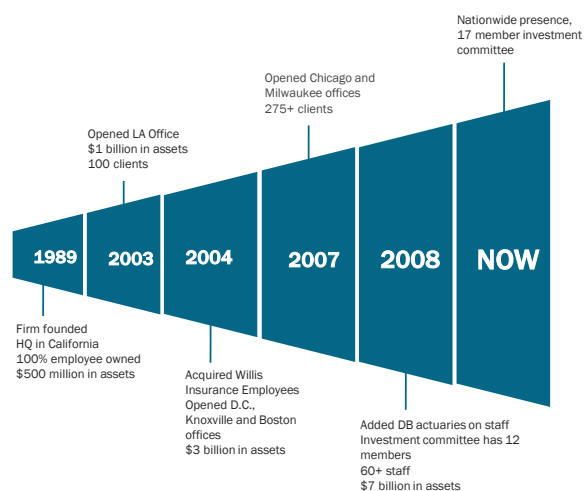 Nationwide presence,
17 member investment
committee
Opened Chicago and
Milwaukee offices
275+ clients
Opened LA Office
$1 billion in assets
100 clients
1989
2003
2004
2007
2008
NOW
Firm founded
HQ in California
100% employee owned
$500 million in assets
Acquired Willis
Insurance Employees
Opened D.C.,
Knoxville and Boston
offices
$3 billion in assets
Added DB actuaries on staff
Investment committee has 12
members
60+ staff
$7 billion in assets